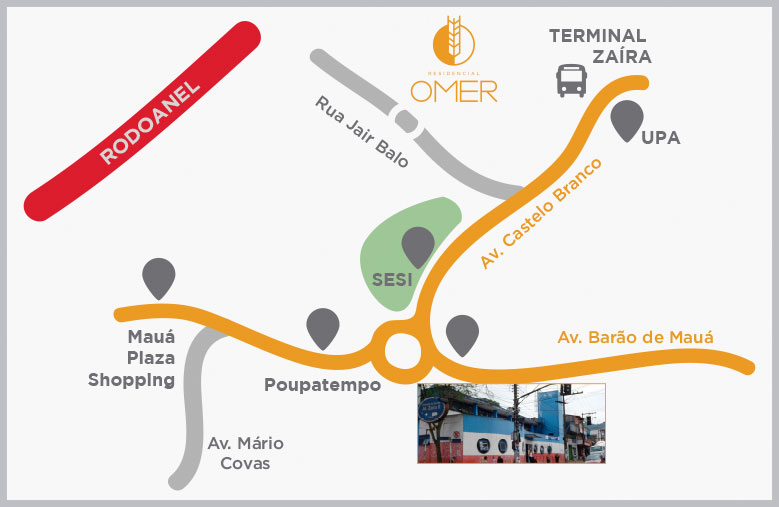 TERMINAL
ZAÍRA
RESIDENCIAL
OMER
RODOANEL
Rua Jair Balo
UPA
Av. Castelo Branco
SESI
Mauá
Plaza
Shopping
Poupatempo
Av. Barão de Mauá
Av. Mário
Covas